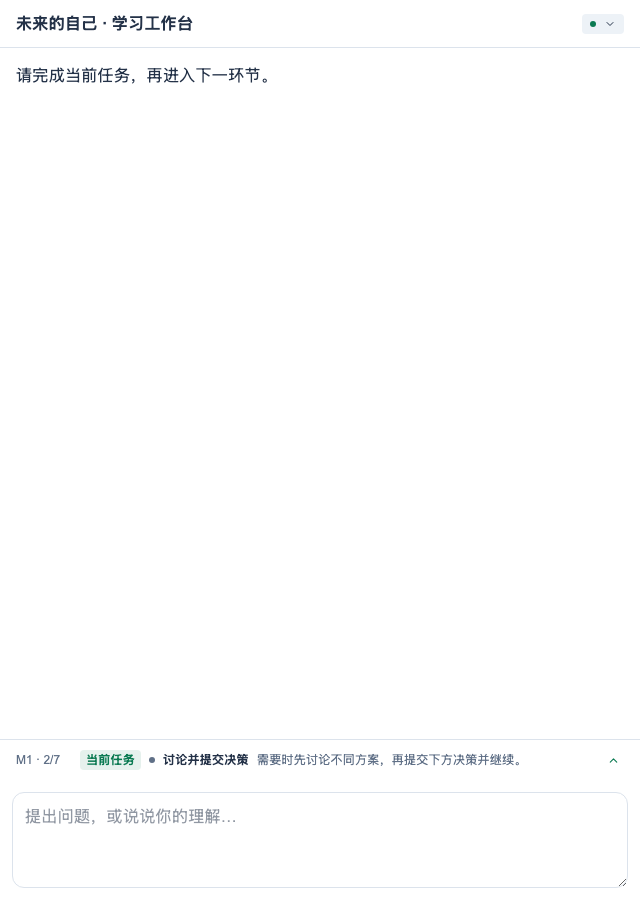 未来的自己 · 学习工作台
请完成当前任务，再进入下一环节。
M1 · 2/7 当前任务 讨论并提交决策 需要时先讨论不同方案，再提交下方决策并继续。
提出问题，或说说你的理解…